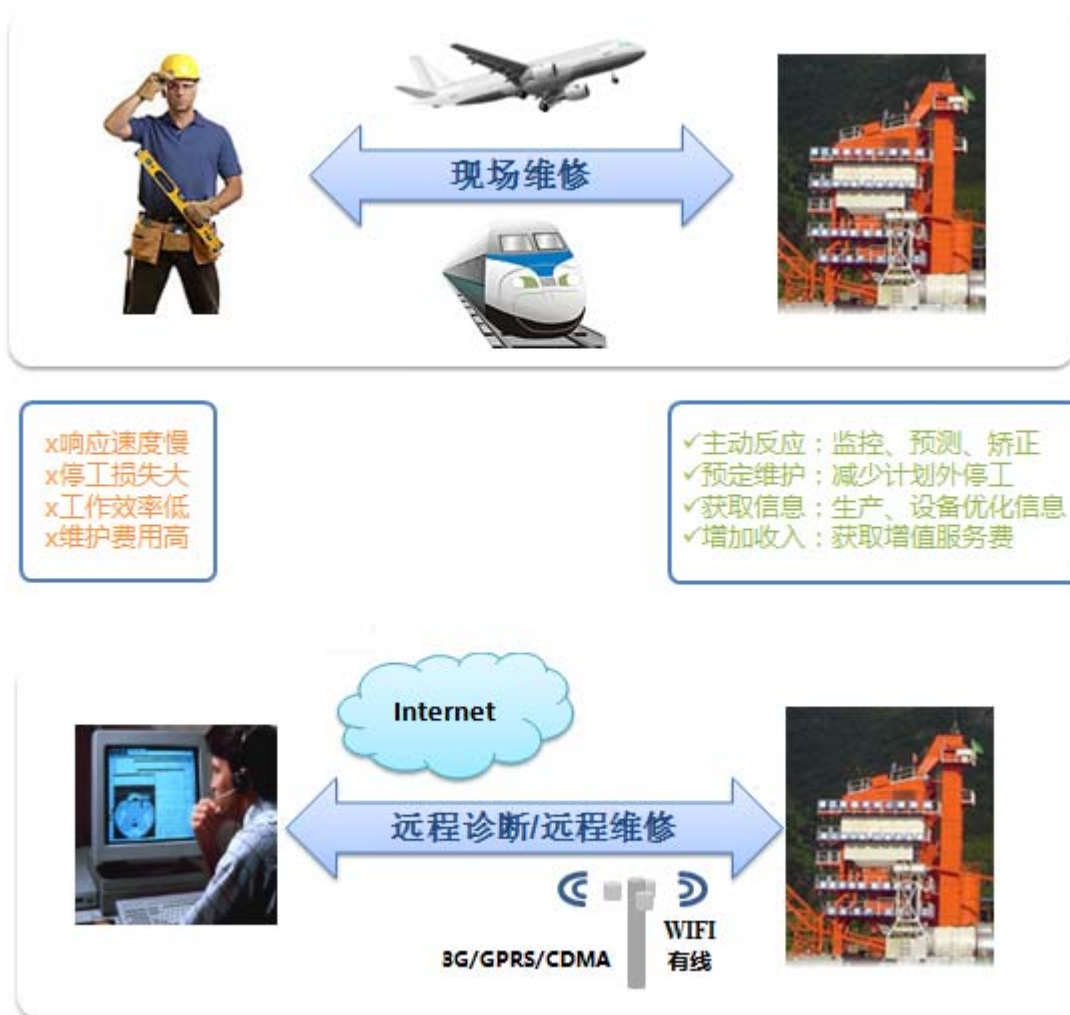 现场维修
x响应速度慢
x停工损失大
x工作效率低
x维护费用高
✓主动反应：监控、预测、矫正
✓预定维护：减少计划外停工
✓获取信息：生产、设备优化信息
✓增加收入：获取增值服务费
Internet
远程诊断/远程维修
3G/GPRS/CDMA
WIFI
有线